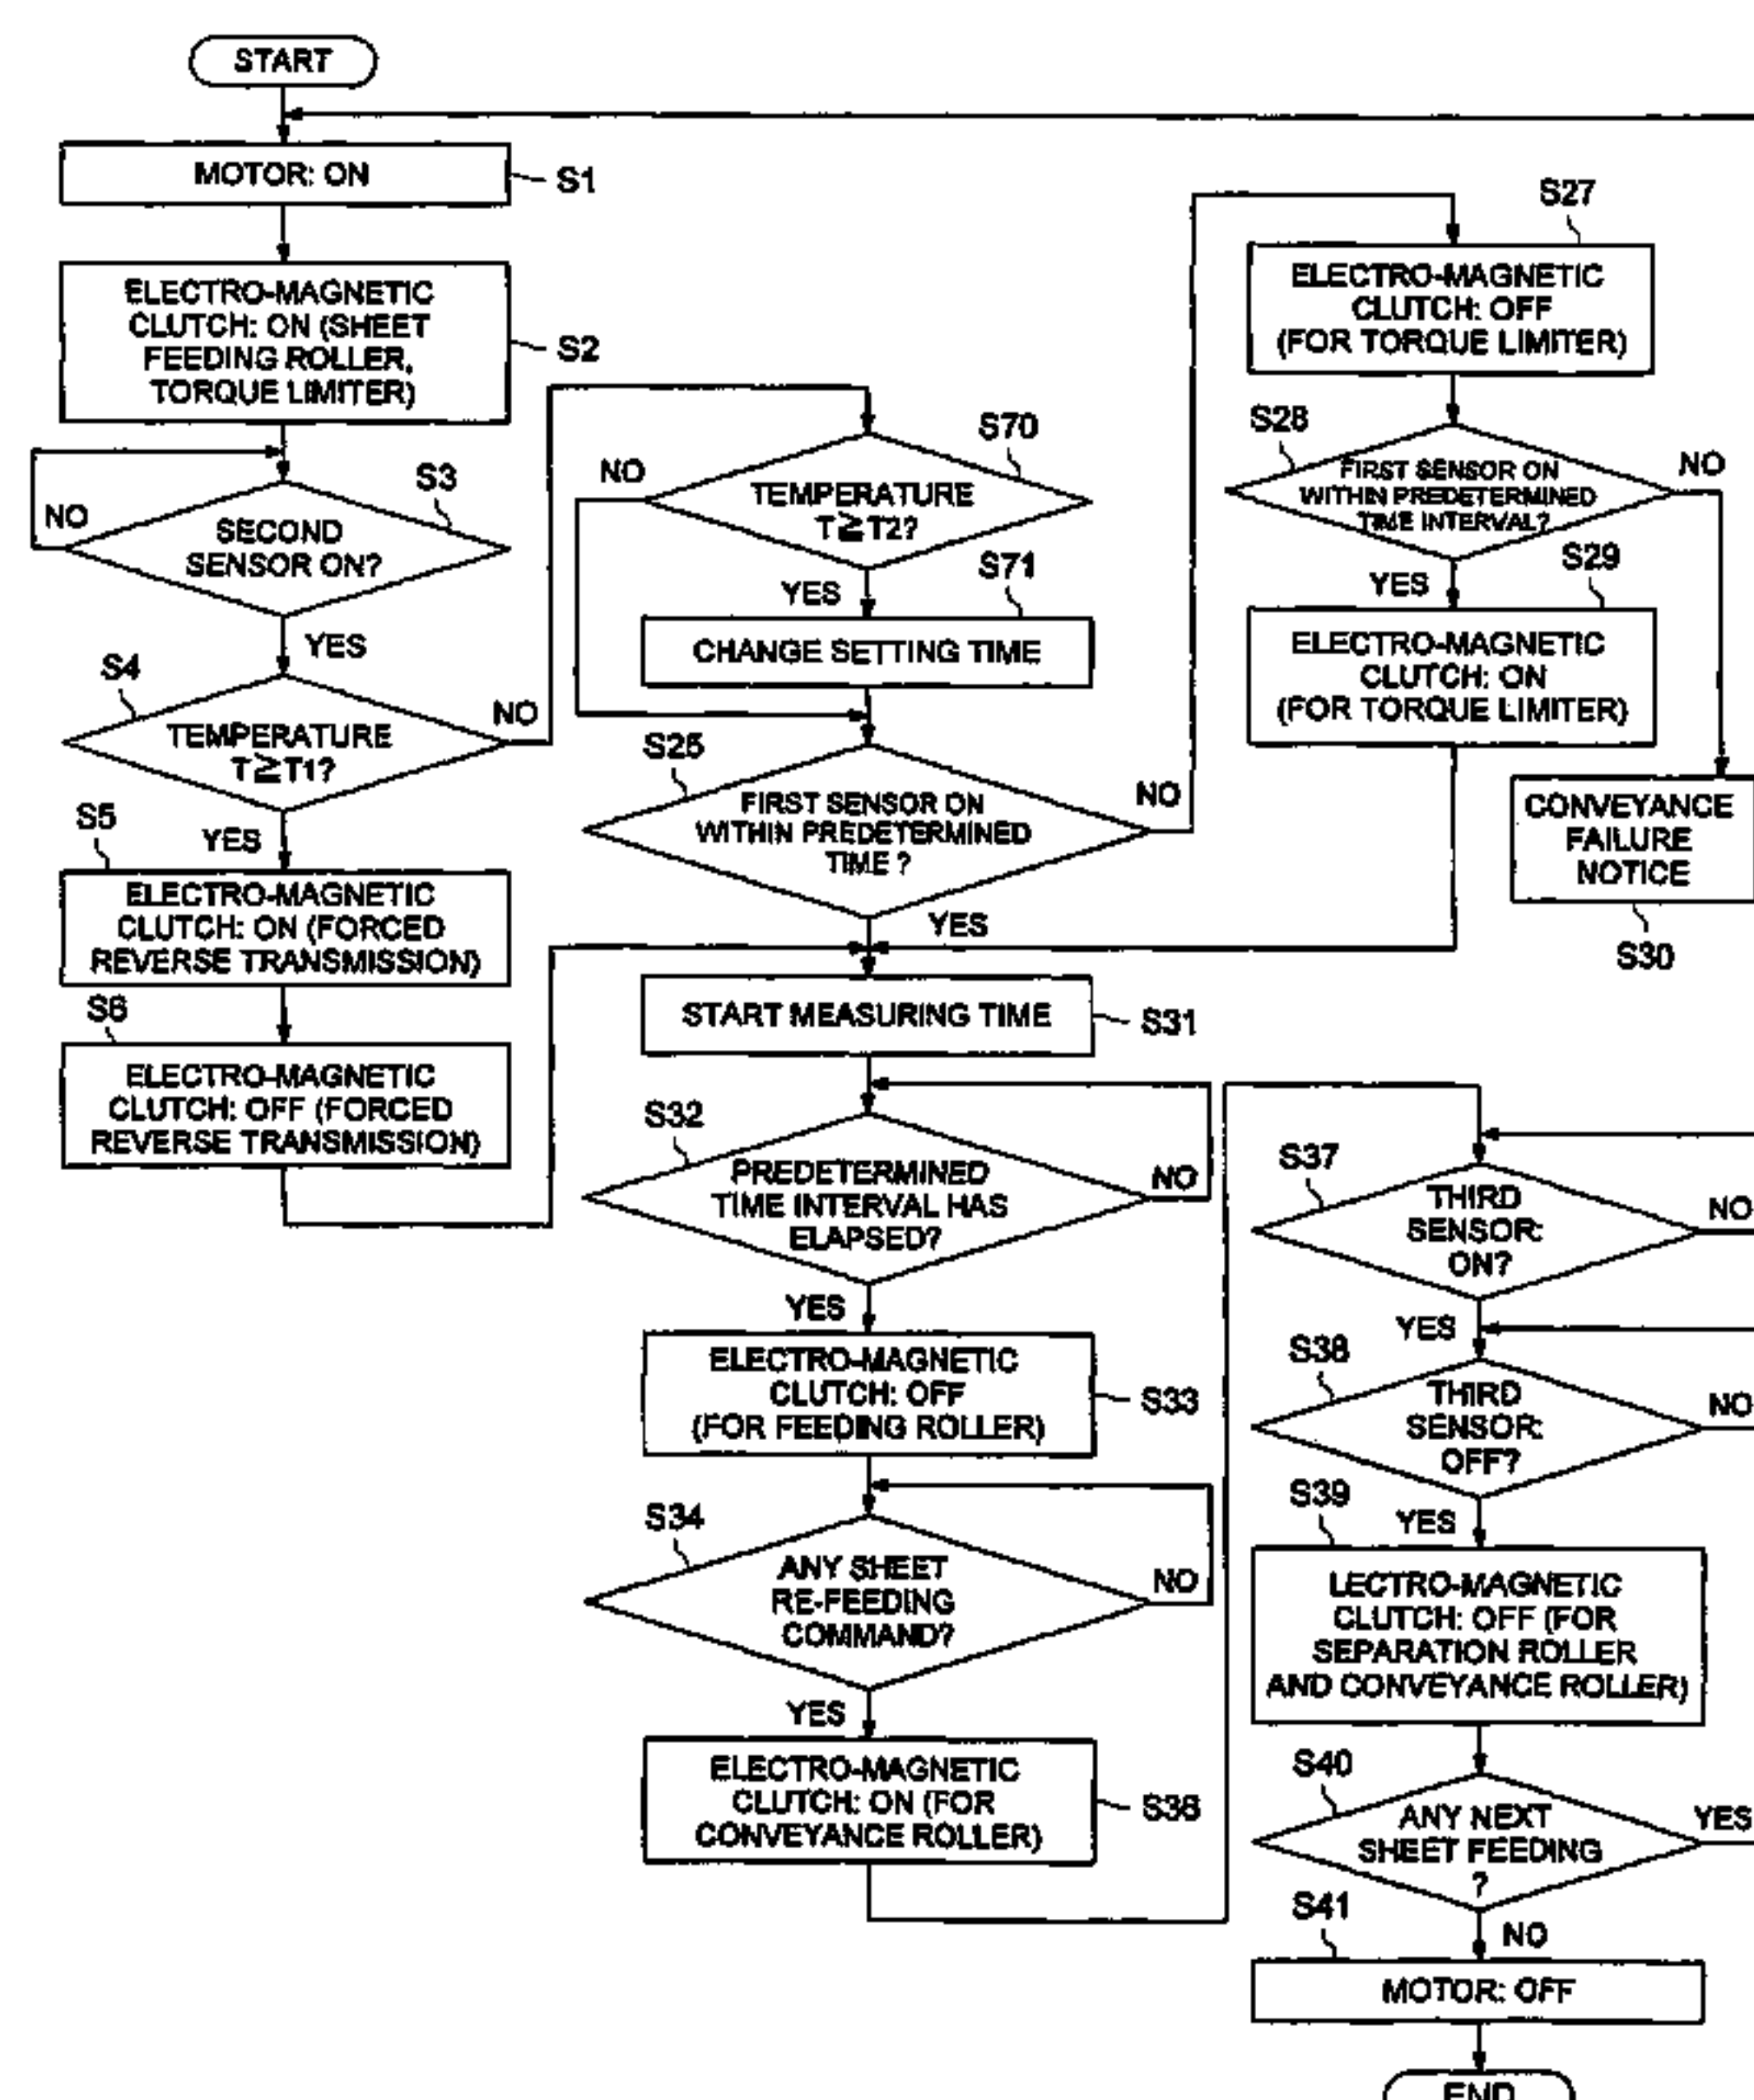 START
MOTOR: ON
S1
ELECTRO-MAGNETIC
CLUTCH: ON (SHEET
FEEDING ROLLER,
TORQUE LIMITER)
S2
S3
NO
SECOND
SENSOR ON?
YES
S4
NO
TEMPERATURE
T≧T1?
YES
S5
ELECTRO-MAGNETIC
CLUTCH: ON (FORCED
REVERSE TRANSMISSION)
S6
ELECTRO-MAGNETIC
CLUTCH: OFF (FORCED
REVERSE TRANSMISSION)
S70
NO
TEMPERATURE
T≧T2?
YES
S71
CHANGE SETTING TIME
S25
NO
FIRST SENSOR ON
WITHIN PREDETERMINED
TIME ?
YES
START MEASURING TIME
S31
S32
NO
PREDETERMINED
TIME INTERVAL HAS
ELAPSED?
YES
ELECTRO-MAGNETIC
CLUTCH: OFF
(FOR FEEDING ROLLER)
S33
S34
NO
ANY SHEET
RE-FEEDING
COMMAND?
YES
ELECTRO-MAGNETIC
CLUTCH: ON (FOR
CONVEYANCE ROLLER)
S36
S27
ELECTRO-MAGNETIC
CLUTCH: OFF
(FOR TORQUE LIMITER)
S28
NO
FIRST SENSOR ON
WITHIN PREDETERMINED
TIME INTERVAL?
YES
S29
ELECTRO-MAGNETIC
CLUTCH: ON
(FOR TORQUE LIMITER)
CONVEYANCE
FAILURE
NOTICE
S30
S37
NO
THIRD
SENSOR:
ON?
YES
S38
NO
THIRD
SENSOR:
OFF?
YES
S39
LECTRO-MAGNETIC
CLUTCH: OFF (FOR
SEPARATION ROLLER
AND CONVEYANCE ROLLER)
S40
YES
ANY NEXT
SHEET FEEDING
?
NO
S41
MOTOR: OFF
END